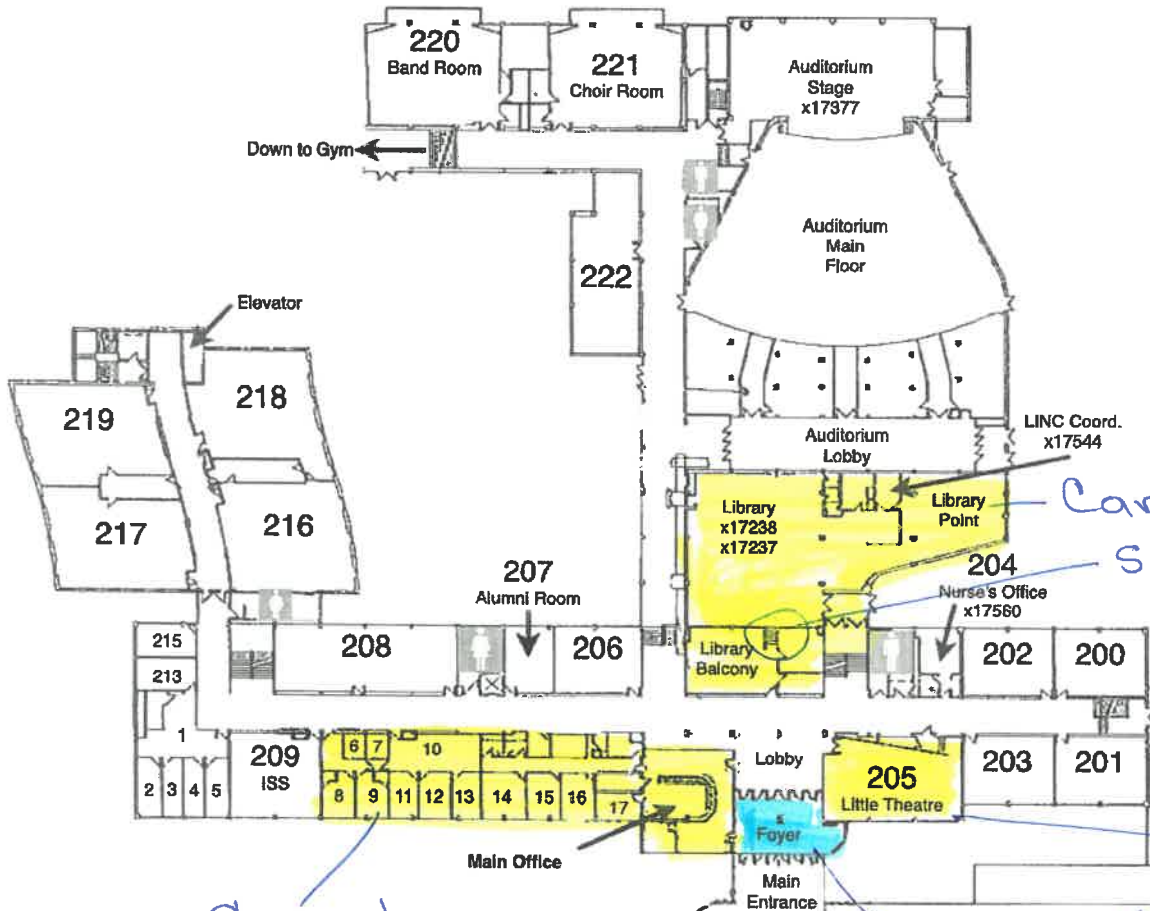 220
Band Room
221
Choir Room
Auditorium
Stage
x17377
Down to Gym
Auditorium
Main
Floor
222
Elevator
219
218
LINC Coord.
x17544
Auditorium
Lobby
217
216
Library
x17238
x17237
Library
Point
207
Alumni Room
204
Nurse's Office
x17560
215
213
208
206
Library
Balcony
202
200
1
2
3
4
5
209
ISS
6
7
10
8
9
11
12
13
14
15
16
17
Lobby
205
Little Theatre
203
201
Main Office
Foyer
Main
Entrance